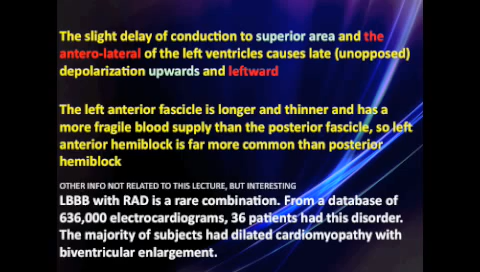 The slight delay of conduction to superior area and the
antero-lateral of the left ventricles causes late (unopposed)
depolarization upwards and leftward
The left anterior fascicle is longer and thinner and has a
more fragile blood supply than the posterior fascicle, so left
anterior hemiblock is far more common than posterior
hemiblock
OTHER INFO NOT RELATED TO THIS LECTURE, BUT INTERESTING
LBBB with RAD is a rare combination. From a database of
636,000 electrocardiograms, 36 patients had this disorder.
The majority of subjects had dilated cardiomyopathy with
biventricular enlargement.